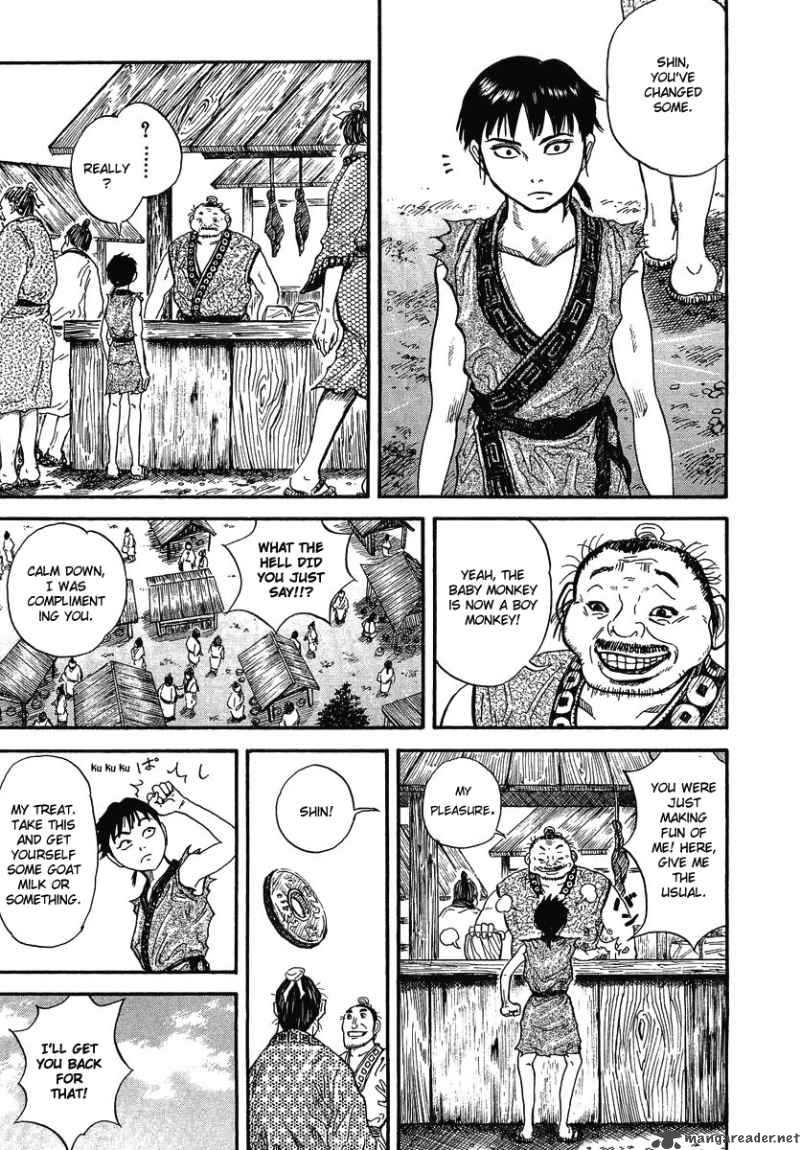 SHIN,
YOU'VE
CHANGED
SOME.
?
......
REALLY
?
YEAH, THE
BABY MONKEY
IS NOW A BOY
MONKEY!
WHAT THE
HELL DID
YOU JUST
SAY!!?
CALM DOWN,
I WAS
COMPLIMENT
ING YOU.
YOU WERE
JUST
MAKING
FUN OF
ME! HERE,
GIVE ME
THE
USUAL.
MY
PLEASURE.
SHIN!
KU KU KU
ぱしっ
MY TREAT.
TAKE THIS
AND GET
YOURSELF
SOME GOAT
MILK OR
SOMETHING.
I'LL GET
YOU BACK
FOR
THAT!
mangareader.net